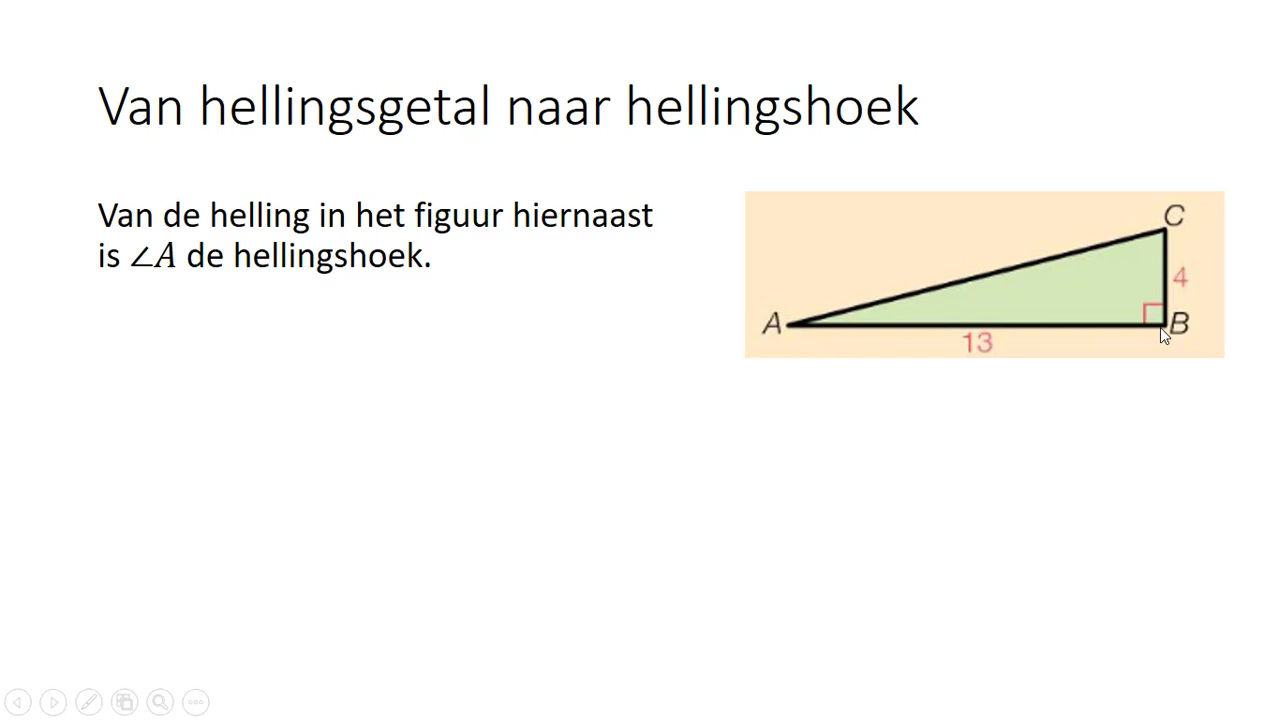 Van hellingsgetal naar hellingshoek
Van de helling in het figuur hiernaast
is ∠A de hellingshoek.
C
4
A
B
13